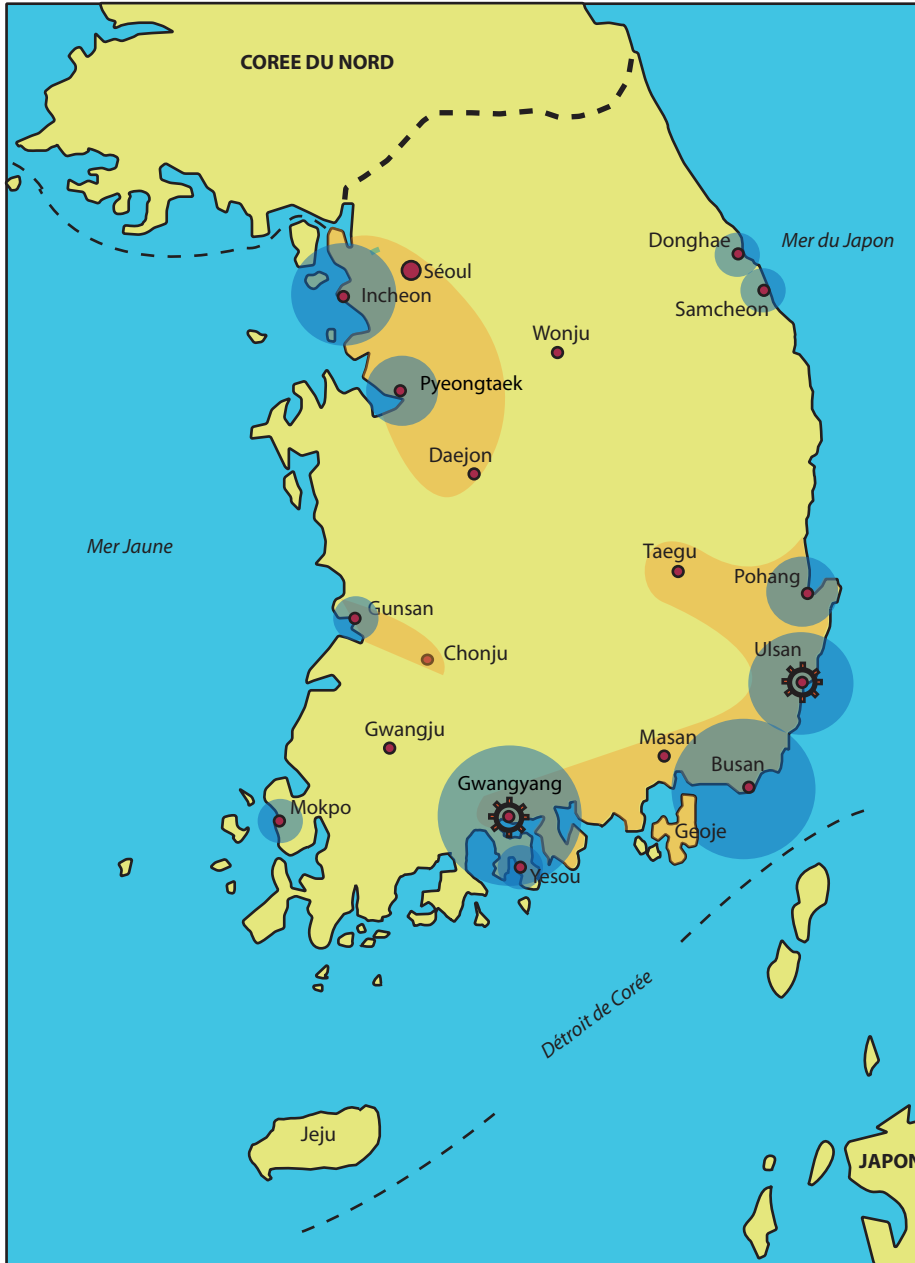 COREE DU NORD
Donghae
Mer du Japon
Séoul
Incheon
Samcheon
Wonju
Pyeongtaek
Daejon
Mer Jaune
Taegu
Pohang
Gunsan
Ulsan
Chonju
Gwangju
Masan
Busan
Gwangyang
Mokpo
Geoje
Yesou
Détroit de Corée
Jeju
JAPON